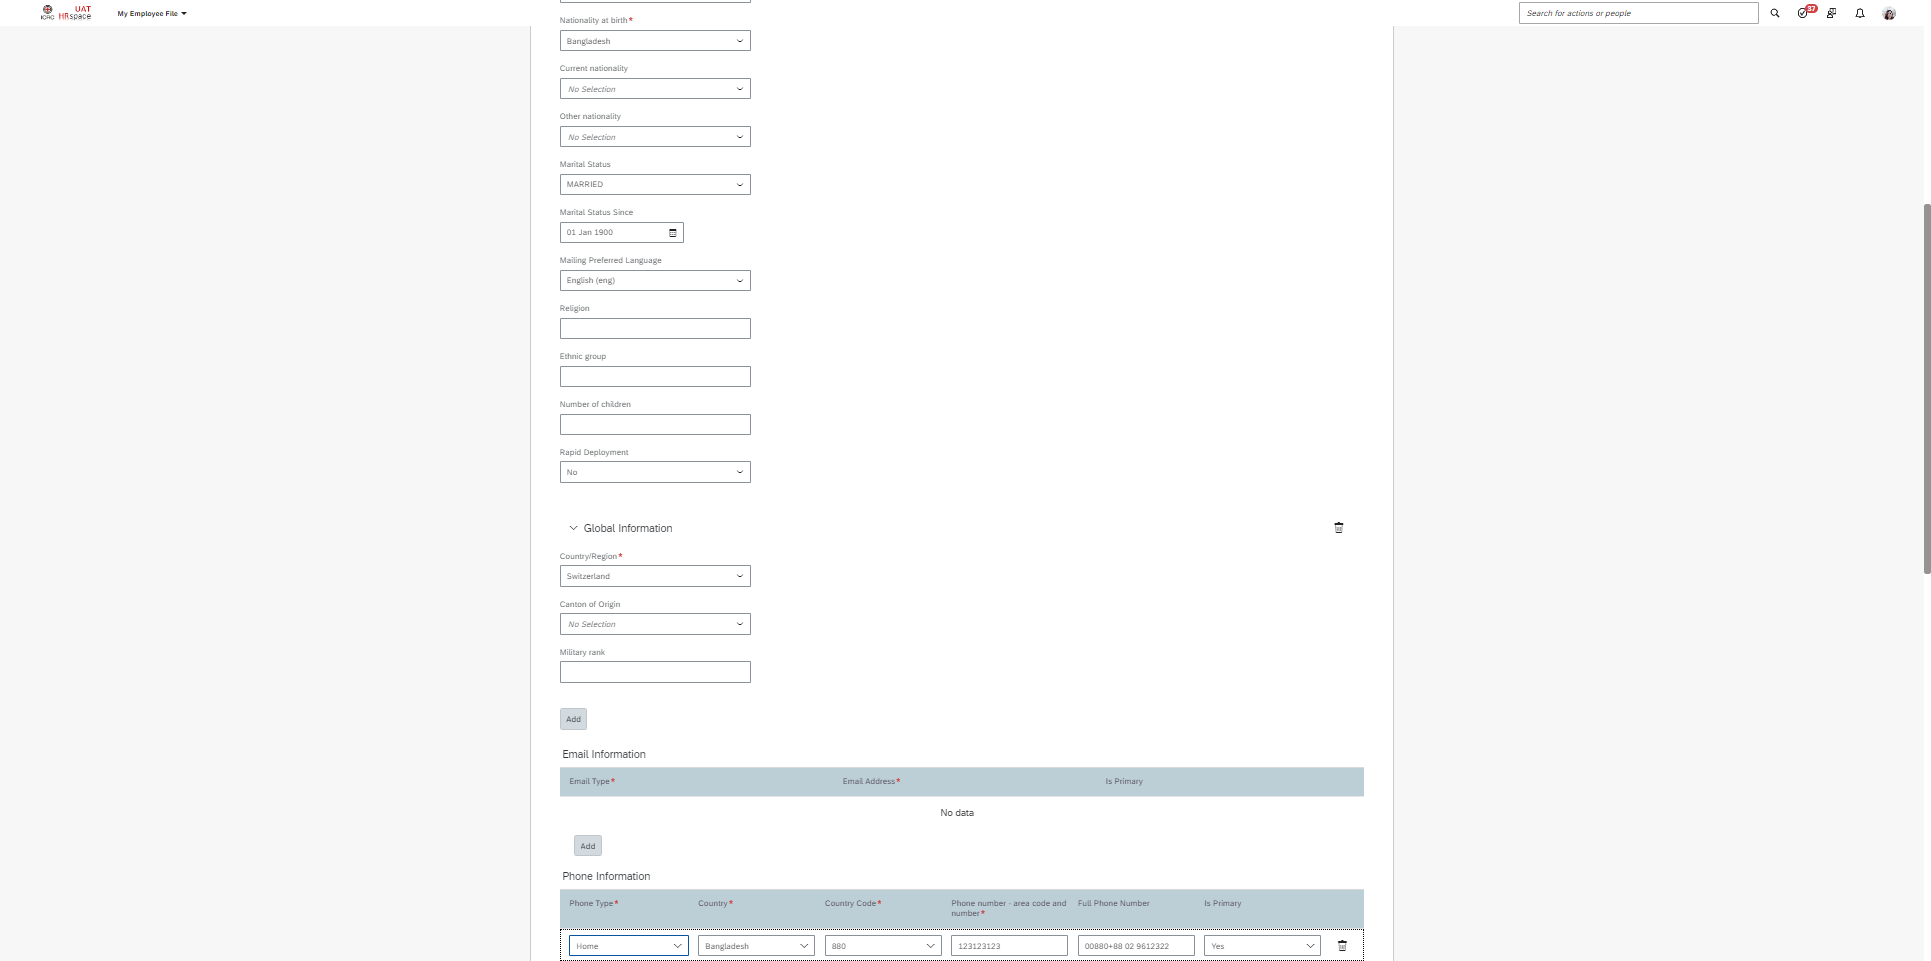 ICRC
UAT
HRspace
My Employee File
Search for actions or people
37
Nationality at birth*
Bangladesh
Current nationality
No Selection
Other nationality
No Selection
Marital Status
MARRIED
Marital Status Since
01 Jan 1900
Mailing Preferred Language
English (eng)
Religion
Ethnic group
Number of children
Rapid Deployment
No
Global Information
Country/Region*
Switzerland
Canton of Origin
No Selection
Military rank
Add
Email Information
Email Type* Email Address* Is Primary
No data
Add
Phone Information
Phone Type* Country* Country Code* Phone number - area code and number* Full Phone Number Is Primary
Home Bangladesh 880 123123123 00880+88 02 9612322 Yes